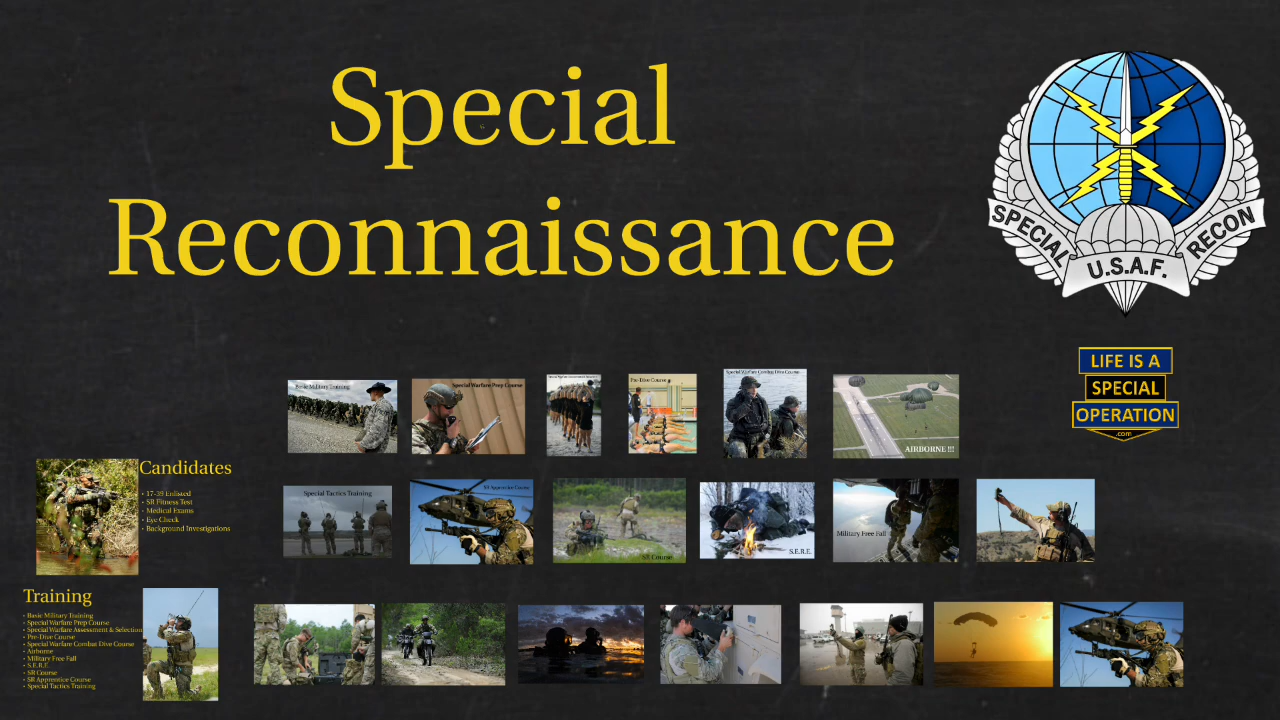 Special
Reconnaissance
SPECIAL
U.S.A.F.
RECON
LIFE IS A
SPECIAL
OPERATION
.com
Basic Military Training
Special Warfare Prep Course
Pre-Dive Course
Special Warfare Combat Dive Course
AIRBORNE !!!
Candidates
• 17-39 Enlisted
• SR Fitness Test
• Medical Exams
• Eye Check
• Background Investigations
Special Tactics Training
SR Apprentice Course
SR Course
S.E.R.E.
Military Free Fall
Training
• Basic Military Training
• Special Warfare Prep Course
• Special Warfare Assessment & Selection
• Pre-Dive Course
• Special Warfare Combat Dive Course
• Airborne
• Military Free Fall
• S.E.R.E.
• SR Course
• SR Apprentice Course
• Special Tactics Training